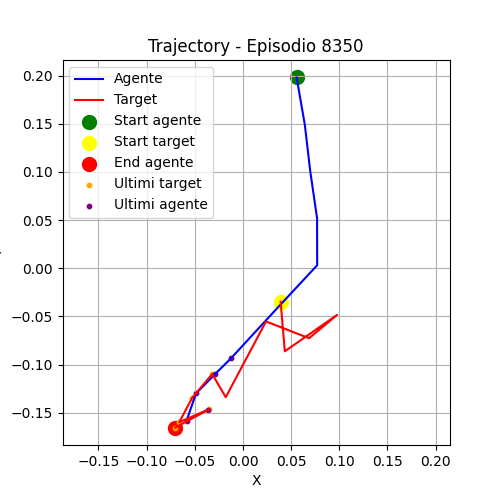 Trajectory - Episodio 8350
Agente
Target
Start agente
Start target
End agente
Ultimi target
Ultimi agente
0.20
0.15
0.10
0.05
0.00
−0.05
−0.10
−0.15
−0.15 −0.10 −0.05 0.00 0.05 0.10 0.15 0.20
X